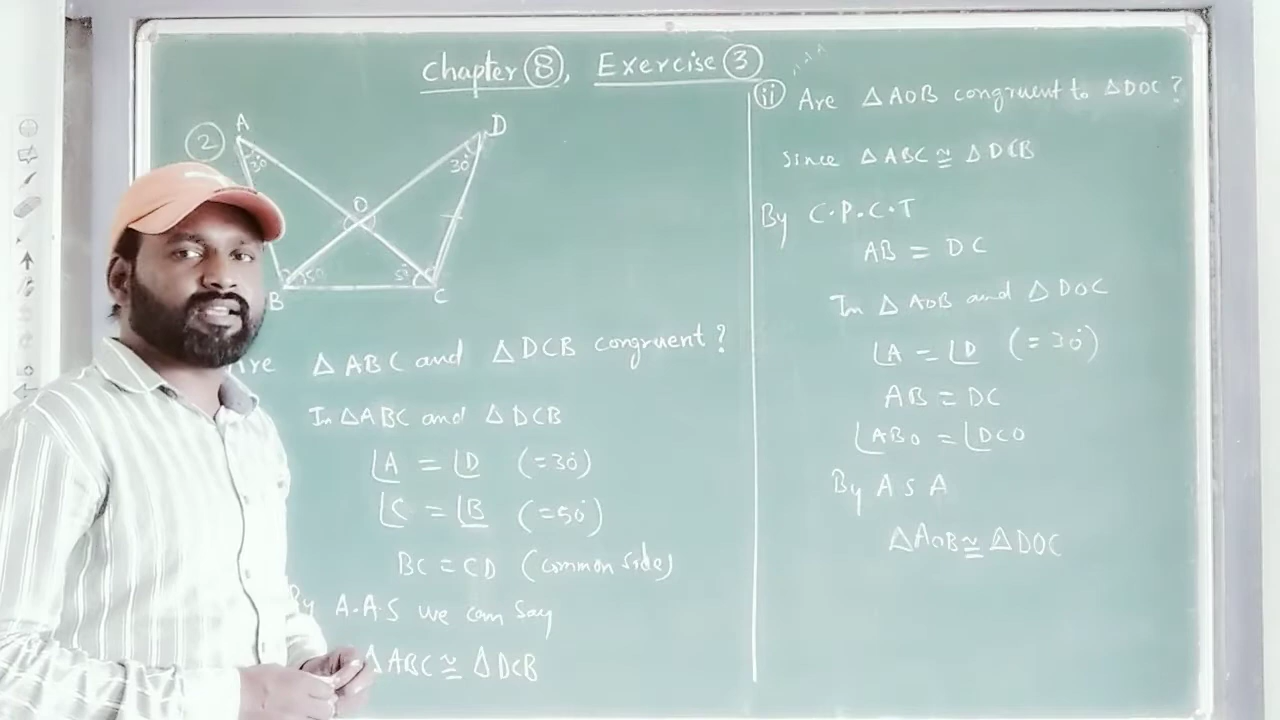 Chapter 8, Exercise 3
2
A
D
30°
30°
O
50
50
B
C
Are △ABC and △DCB congruent?
In △ABC and △DCB
∠A = ∠D (=30°)
∠C = ∠B (=50°)
BC = CD (common side)
By A.A.S we can say
△ABC ≅ △DCB
(ii) Are △AOB congruent to △DOC?
since △ABC ≅ △DCB
By C.P.C.T
AB = DC
In △AOB and △DOC
∠A = ∠D (=30°)
AB = DC
∠ABO = ∠DCO
By A S A
△AOB ≅ △DOC